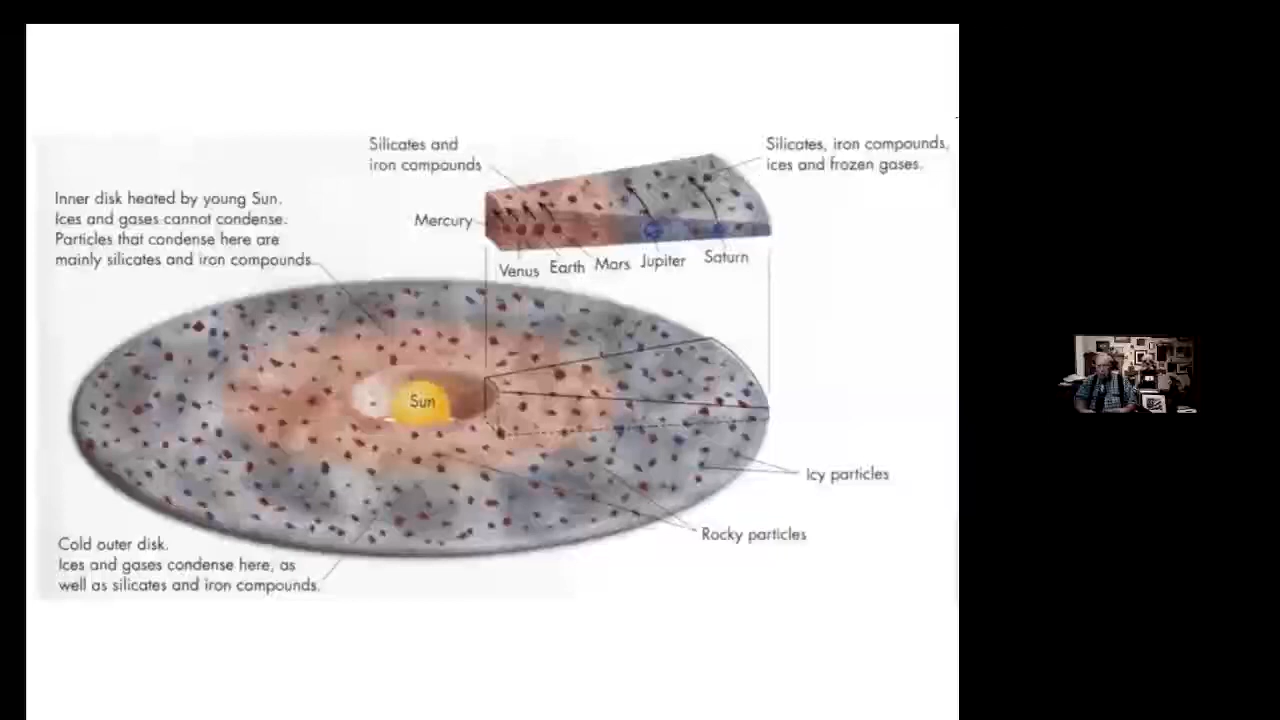 Silicates and
iron compounds
Silicates, iron compounds,
ices and frozen gases.
Inner disk heated by young Sun.
Ices and gases cannot condense.
Particles that condense here are
mainly silicates and iron compounds.
Mercury
Venus Earth Mars Jupiter Saturn
Sun
Icy particles
Rocky particles
Cold outer disk.
Ices and gases condense here, as
well as silicates and iron compounds.